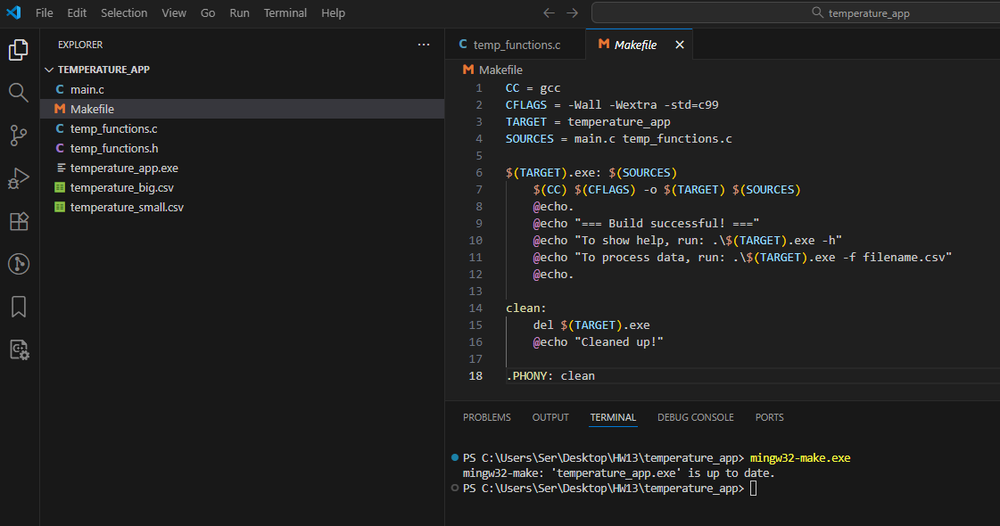 File Edit Selection View Go Run Terminal Help
temperature_app
EXPLORER
TEMPERATURE_APP
C main.c
M Makefile
C temp_functions.c
C temp_functions.h
temperature_app.exe
temperature_big.csv
temperature_small.csv
C temp_functions.c
M Makefile
M Makefile
1 CC = gcc
2 CFLAGS = -Wall -Wextra -std=c99
3 TARGET = temperature_app
4 SOURCES = main.c temp_functions.c
5
6 $(TARGET).exe: $(SOURCES)
7 $(CC) $(CFLAGS) -o $(TARGET) $(SOURCES)
8 @echo.
9 @echo "=== Build successful! ==="
10 @echo "To show help, run: .\$(TARGET).exe -h"
11 @echo "To process data, run: .\$(TARGET).exe -f filename.csv"
12 @echo.
13
14 clean:
15 del $(TARGET).exe
16 @echo "Cleaned up!"
17
18 .PHONY: clean
PROBLEMS OUTPUT TERMINAL DEBUG CONSOLE PORTS
PS C:\Users\Ser\Desktop\HW13\temperature_app> mingw32-make.exe
mingw32-make: 'temperature_app.exe' is up to date.
PS C:\Users\Ser\Desktop\HW13\temperature_app>